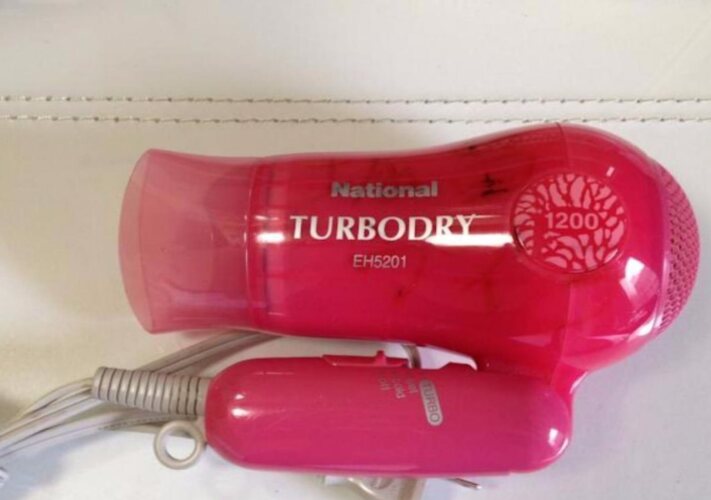 National
TURBODRY
EH5201
1200
TURBO